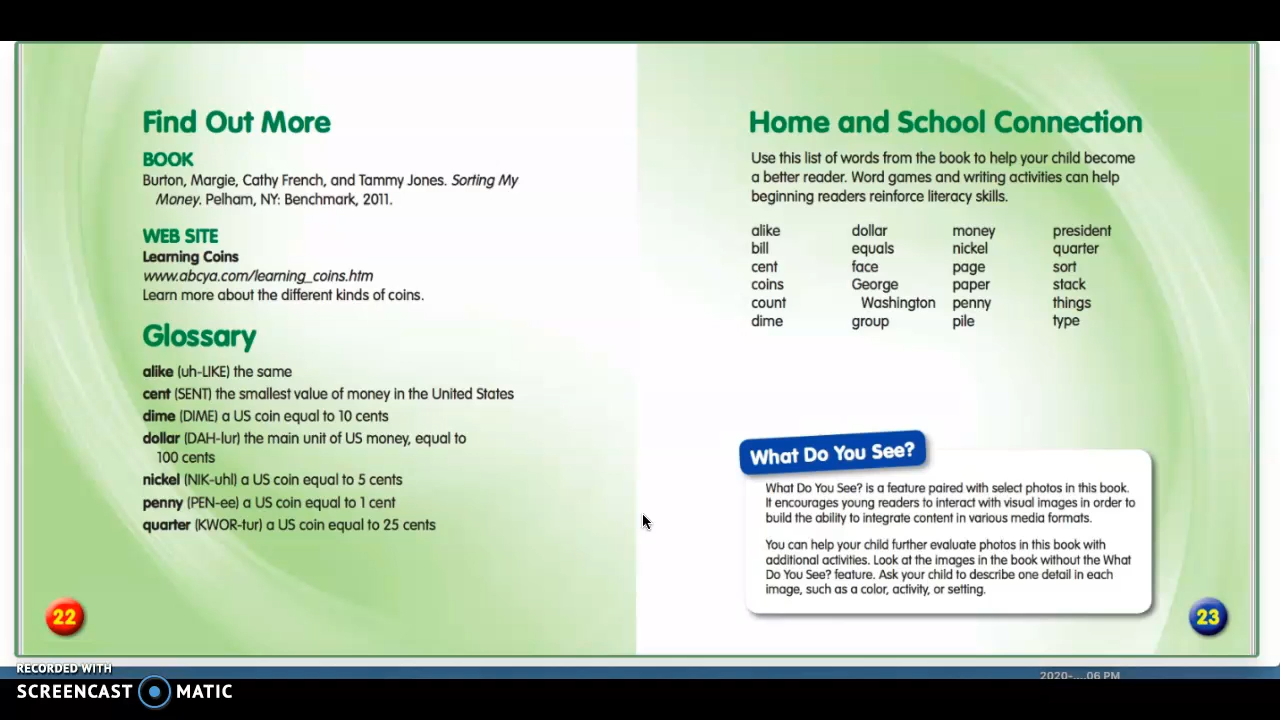 Find Out More
BOOK
Burton, Margie, Cathy French, and Tammy Jones. Sorting My
Money. Pelham, NY: Benchmark, 2011.
WEB SITE
Learning Coins
www.abcya.com/learning_coins.htm
Learn more about the different kinds of coins.
Glossary
alike (uh-LIKE) the same
cent (SENT) the smallest value of money in the United States
dime (DIME) a US coin equal to 10 cents
dollar (DAH-lur) the main unit of US money, equal to
100 cents
nickel (NIK-uhl) a US coin equal to 5 cents
penny (PEN-ee) a US coin equal to 1 cent
quarter (KWOR-tur) a US coin equal to 25 cents
22
Home and School Connection
Use this list of words from the book to help your child become
a better reader. Word games and writing activities can help
beginning readers reinforce literacy skills.
alike dollar money president
bill equals nickel quarter
cent face page sort
coins George paper stack
count Washington penny things
dime group pile type
What Do You See?
What Do You See? is a feature paired with select photos in this book.
It encourages young readers to interact with visual images in order to
build the ability to integrate content in various media formats.
You can help your child further evaluate photos in this book with
additional activities. Look at the images in the book without the What
Do You See? feature. Ask your child to describe one detail in each
image, such as a color, activity, or setting.
23
RECORDED WITH
SCREENCAST MATIC
2020-....06 PM